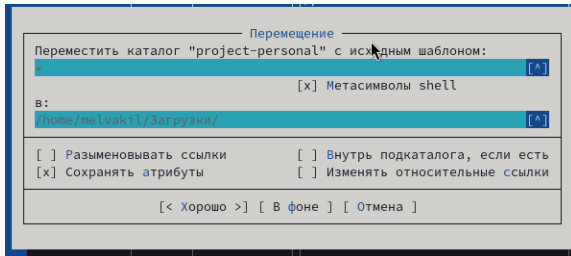 Перемещение
Переместить каталог "project-personal" с исходным шаблоном:
* [^]
[x] Метасимволы shell
в:
/home/melvakil/Загрузки/ [^]
[ ] Разыменовывать ссылки [ ] Внутрь подкаталога, если есть
[x] Сохранять атрибуты [ ] Изменять относительные ссылки
[< Хорошо >] [ В фоне ] [ Отмена ]